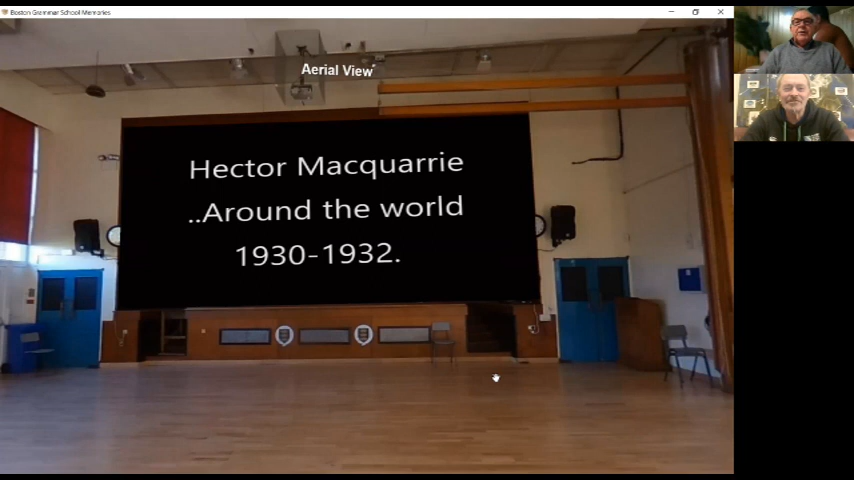 Boston Grammar School Memories
Aerial View
Hector Macquarrie
..Around the world
1930-1932.